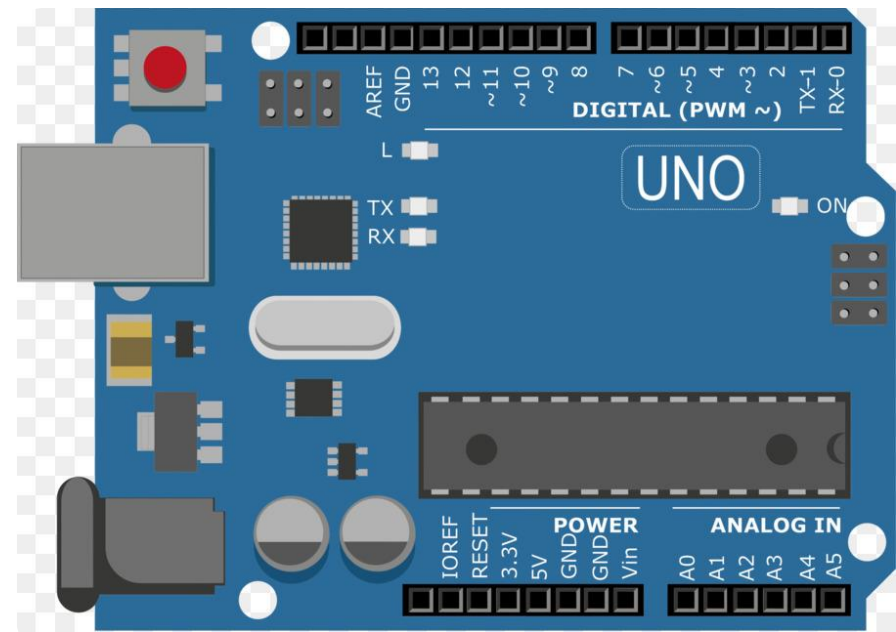 AREF
GND
13
12
~11
~10
~9
8
7
~6
~5
4
~3
2
TX-1
RX-0
DIGITAL (PWM ~)
L
TX
RX
UNO
ON
POWER
ANALOG IN
IOREF
RESET
3.3V
5V
GND
GND
Vin
A0
A1
A2
A3
A4
A5